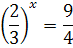 (2/3)^x = 9/4